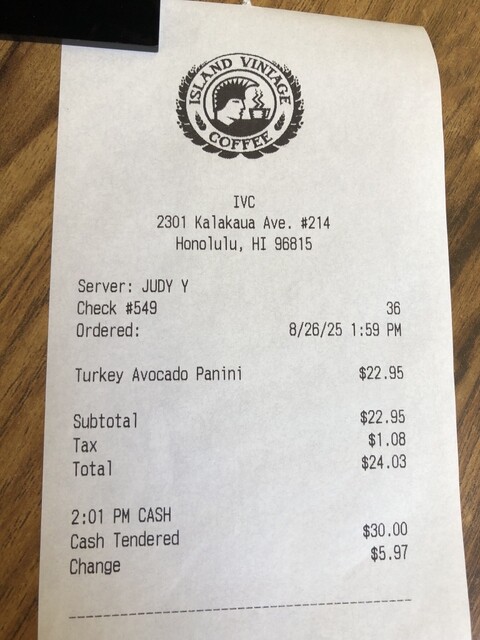 ISLAND VINTAGE
COFFEE
IVC
2301 Kalakaua Ave. #214
Honolulu, HI 96815
Server: JUDY Y
Check #549 36
Ordered: 8/26/25 1:59 PM
Turkey Avocado Panini $22.95
Subtotal $22.95
Tax $1.08
Total $24.03
2:01 PM CASH
Cash Tendered $30.00
Change $5.97